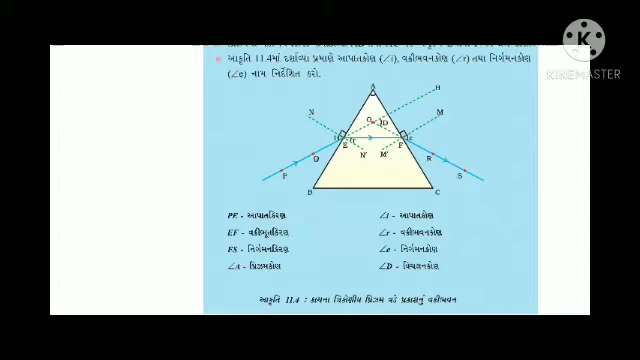 આકૃતિ 11.4માં દર્શાવ્યા પ્રમાણે આપાતકોણ (∠i), વક્રીભવનકોણ (∠r) તથા નિર્ગમનકોણ
(∠e) નામ નિર્દેશિત કરો.
KINEMASTER
A
H
N
M
G
D
i
E
r
F
e
N'
M'
Q
R
P
S
B
C
PE - આપાતકિરણ
∠i - આપાતકોણ
EF - વક્રીભૂતકિરણ
∠r - વક્રીભવનકોણ
FS - નિર્ગમનકિરણ
∠e - નિર્ગમનકોણ
∠A - પ્રિઝમકોણ
∠D - વિચલનકોણ
આકૃતિ 11.4 : કાચના ત્રિકોણીય પ્રિઝમ વડે પ્રકાશનું વક્રીભવન